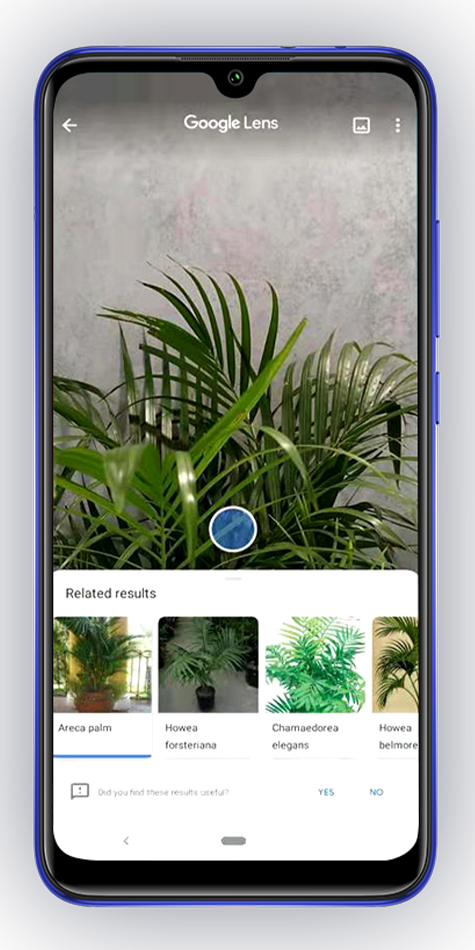 Google Lens
Related results
Areca palm
Howea
forsteriana
Chamaedorea
elegans
Howea
belmore
Did you find these results useful?
YES
NO